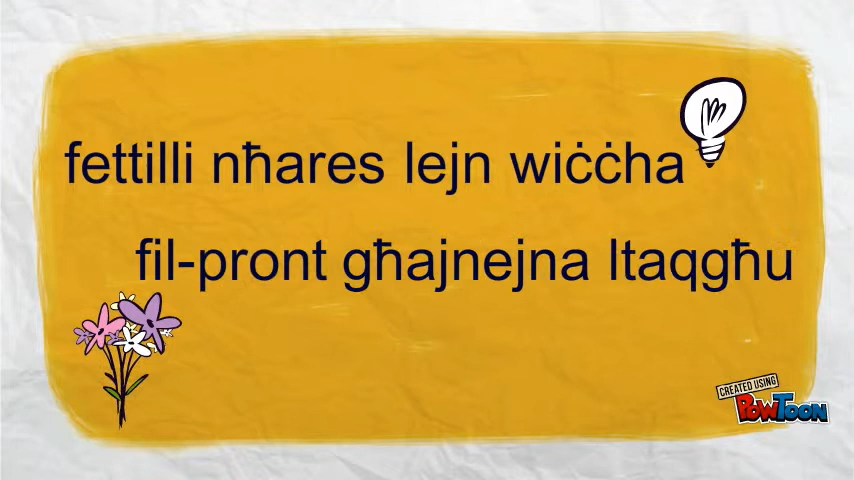 fettilli nħares lejn wiċċha
fil-pront għajnejna ltaqgħu
CREATED USING
POWTOON